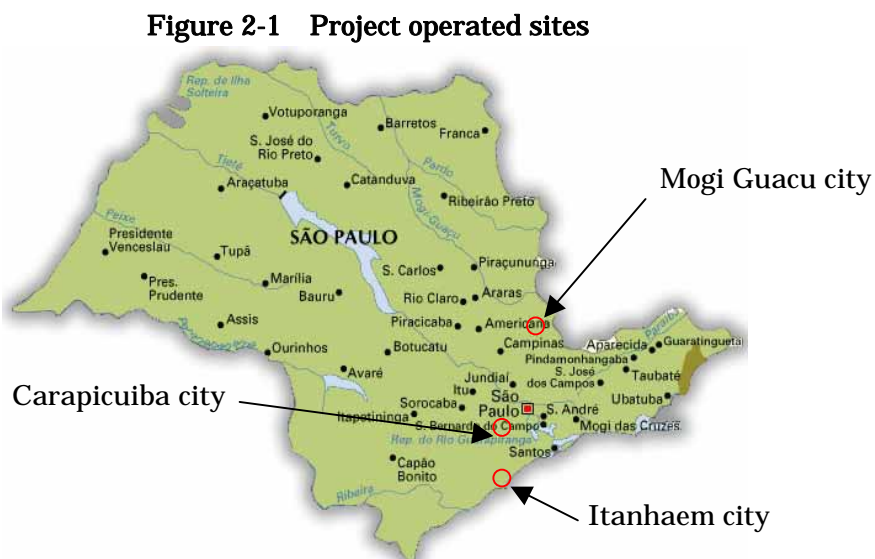 Figure 2-1 Project operated sites
Rep. de Ilha
Solteira
Votuporanga
Barretos
Franca
S. José do
Rio Preto
Turvo
Pardo
Tietê
Araçatuba
Catanduva
Ribeirão Preto
Mogi Guacu city
Mogi-Guaçu
Peixe
Presidente
Venceslau
Tupã
SÃO PAULO
S. Carlos
Piraçununga
Pres.
Prudente
Marília
Bauru
Rio Claro
Araras
Assis
Piracicaba
Americana
Paraíba
Ourinhos
Botucatu
Campinas
Aparecida
Guaratingueta
Pindamonhangaba
Avaré
Jundiaí
S. José
dos Campos
Taubaté
Carapicuiba city
Itu
São
Paulo
Ubatuba
Itapetininga
Sorocaba
S. André
S. Bernardo do Campo
Mogi das Cruzes
Rep. do Rio Guarapiranga
Santos
Capão
Bonito
Ribeira
Itanhaem city